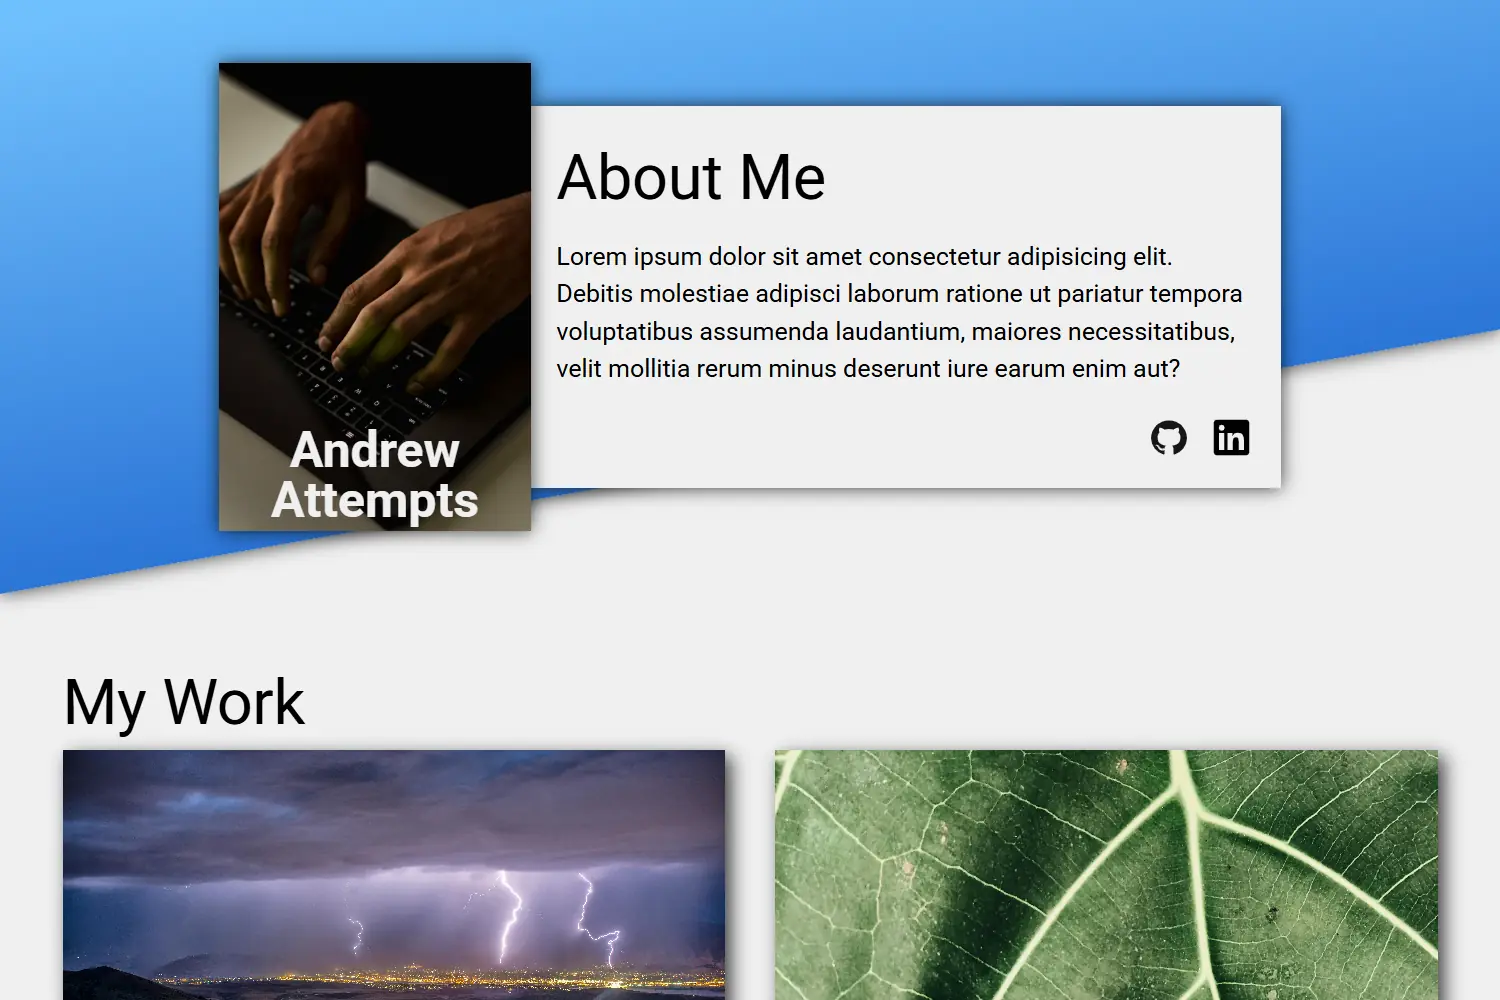 Andrew
Attempts
About Me
Lorem ipsum dolor sit amet consectetur adipisicing elit.
Debitis molestiae adipisci laborum ratione ut pariatur tempora
voluptatibus assumenda laudantium, maiores necessitatibus,
velit mollitia rerum minus deserunt iure earum enim aut?
in
My Work